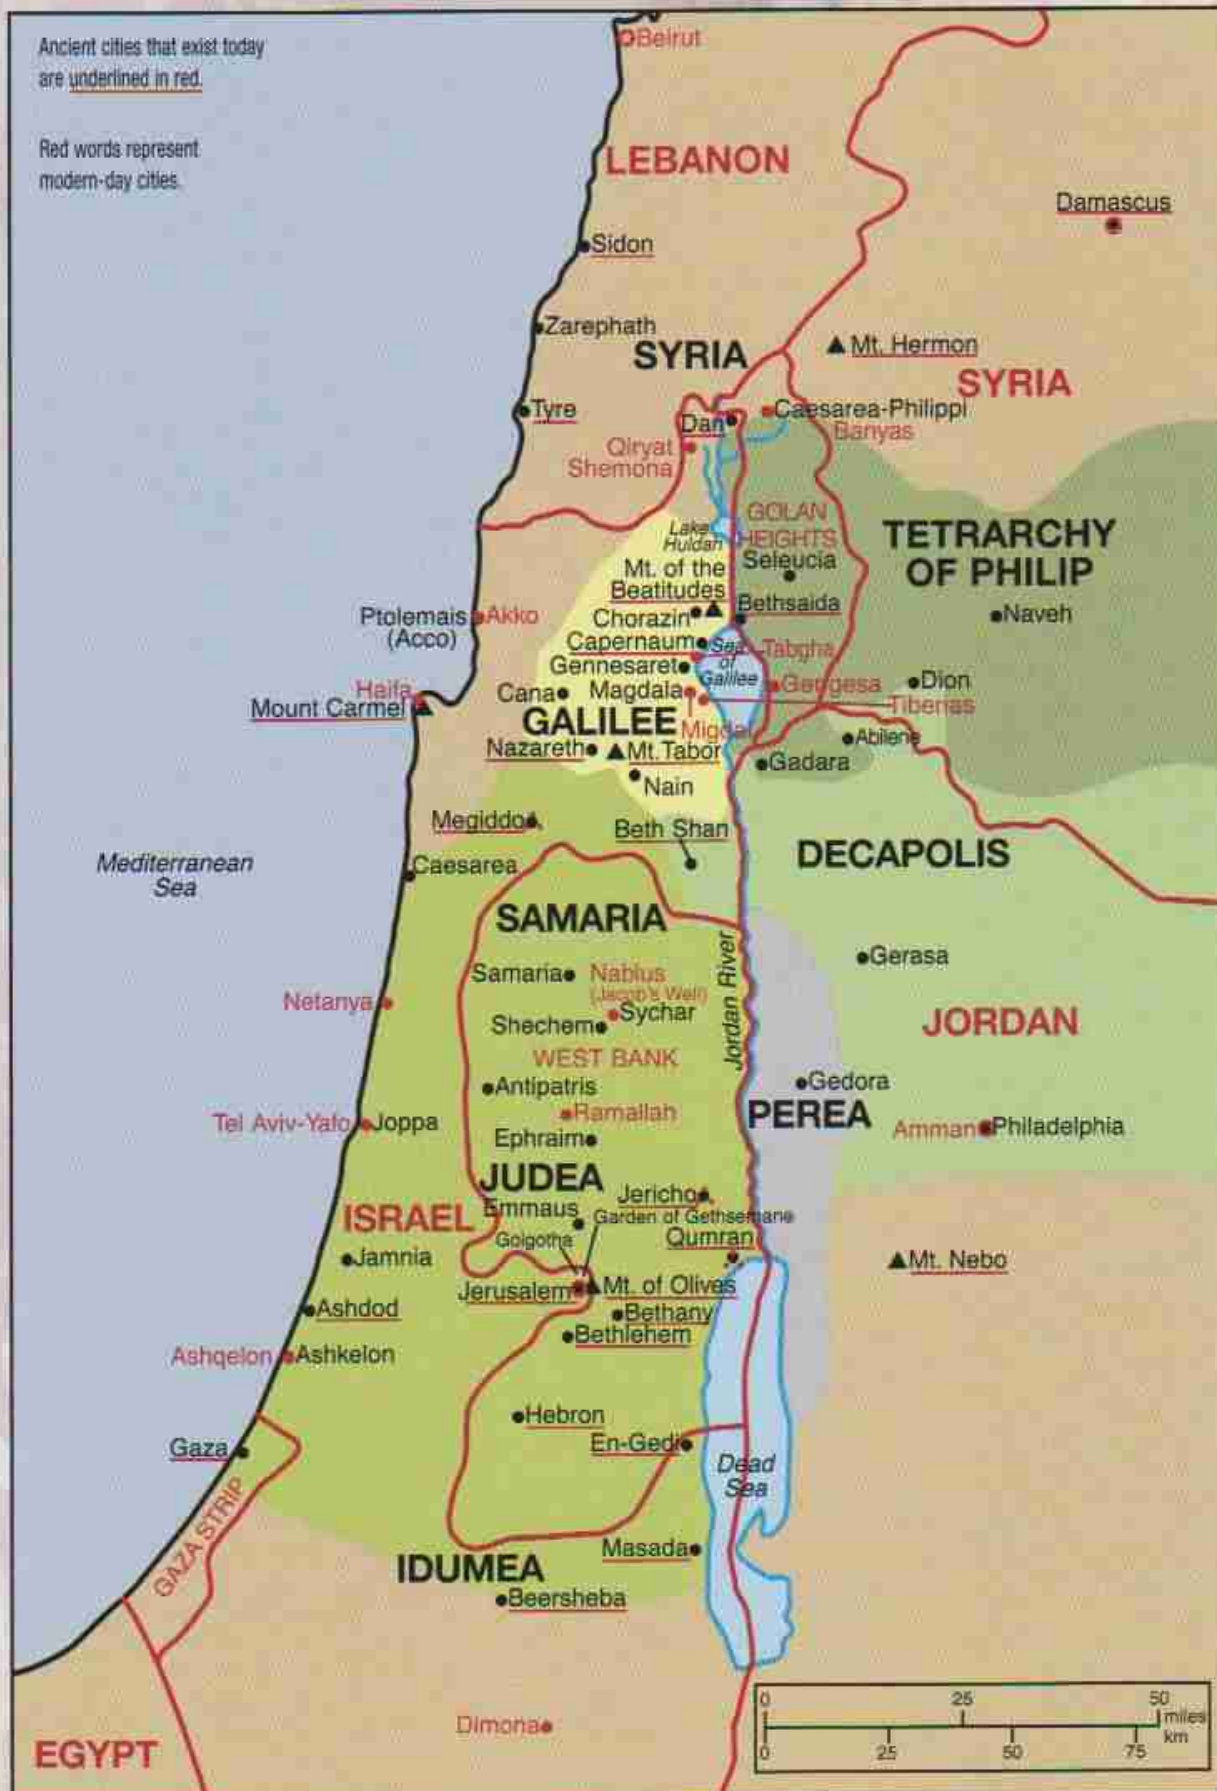 Ancient cities that exist today
are underlined in red.
Red words represent
modern-day cities.
Beirut
LEBANON
Damascus
Sidon
Zarephath
SYRIA
Mt. Hermon
SYRIA
Tyre
Dan
Caesarea-Philippi
Banyas
Qiryat
Shemona
Lake
Huldah
GOLAN
HEIGHTS
TETRARCHY
OF PHILIP
Seleucia
Mt. of the
Beatitudes
Bethsaida
Naveh
Ptolemais
(Acco)
Akko
Chorazin
Capernaum
Sea
of
Galilee
Tabgha
Gennesaret
Haifa
Mount Carmel
Cana
Magdala
Gergesa
Dion
Tiberias
GALILEE
Migdal
Nazareth
Mt. Tabor
Abilene
Gadara
Nain
Megiddo
Beth Shan
Mediterranean
Sea
Caesarea
DECAPOLIS
SAMARIA
Jordan River
Gerasa
Samaria
Nablus
(Jacob's Well)
Netanya
Sychar
Shechem
JORDAN
WEST BANK
Antipatris
Gedora
Ramallah
PEREA
Tel Aviv-Yafo
Joppa
Amman
Philadelphia
Ephraim
JUDEA
Jericho
ISRAEL
Emmaus
Garden of Gethsemane
Golgotha
Qumran
Jamnia
Mt. Nebo
Jerusalem
Mt. of Olives
Ashdod
Bethany
Bethlehem
Ashqelon
Ashkelon
Hebron
Gaza
En-Gedi
Dead
Sea
GAZA STRIP
Masada
IDUMEA
Beersheba
Dimona
EGYPT
0 25 50
miles
km
0 25 50 75